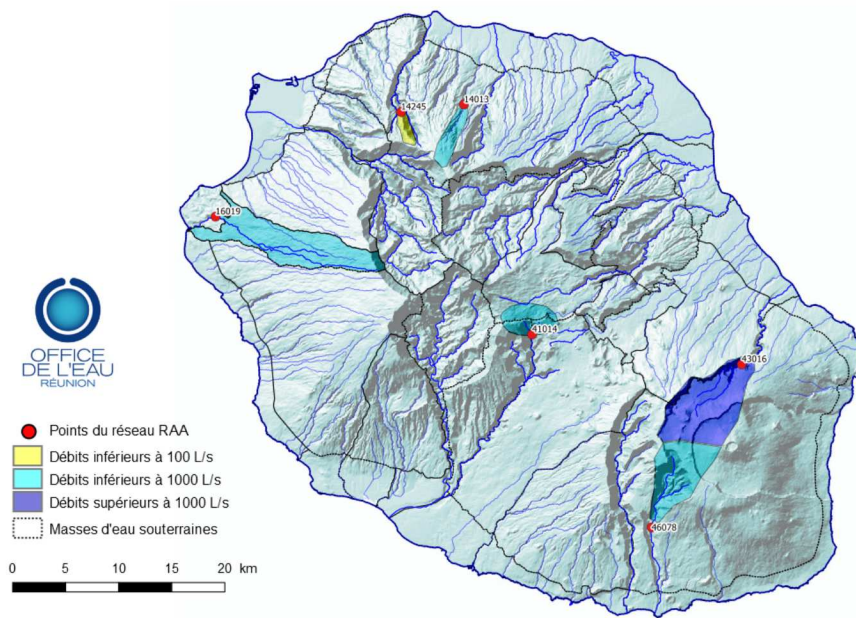 14245
14013
16019
41014
43016
46078
OFFICE
DE L'EAU
RÉUNION
Points du réseau RAA
Débits inférieurs à 100 L/s
Débits inférieurs à 1000 L/s
Débits supérieurs à 1000 L/s
Masses d'eau souterraines
0 5 10 15 20 km